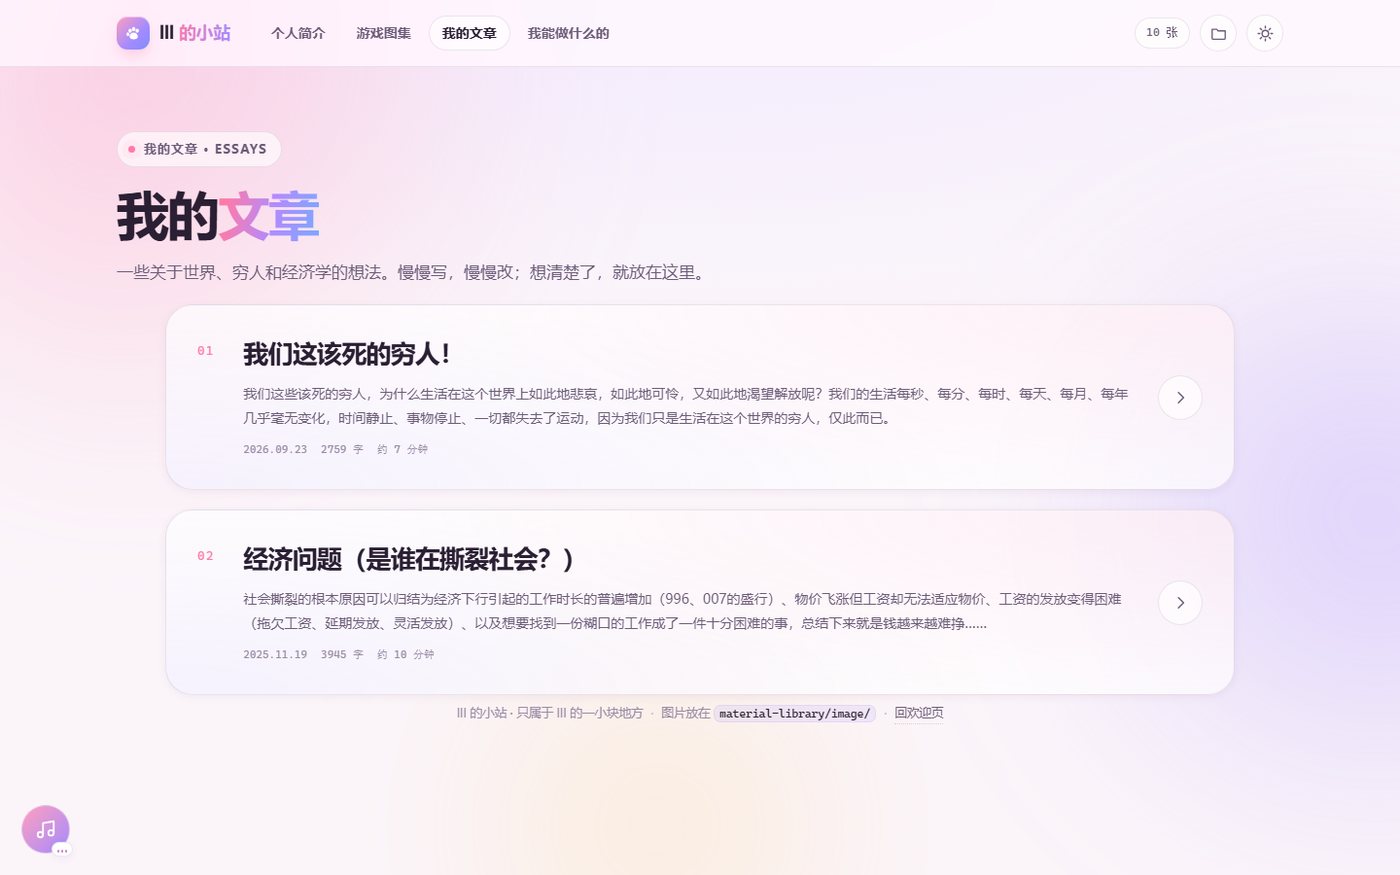 lll 的小站
个人简介
游戏图集
我的文章
我能做什么的
10 张
我的文章 • ESSAYS
我的文章
一些关于世界、穷人和经济学的想法。慢慢写，慢慢改；想清楚了，就放在这里。
01
我们这该死的穷人！
我们这些该死的穷人，为什么生活在这个世界上如此地悲哀，如此地可怜，又如此地渴望解放呢？我们的生活每秒、每分、每时、每天、每月、每年
几乎毫无变化，时间静止、事物停止、一切都失去了运动，因为我们只是生活在这个世界的穷人，仅此而已。
2026.09.23 2759 字 约 7 分钟
02
经济问题（是谁在撕裂社会？）
社会撕裂的根本原因可以归结为经济下行引起的工作时长的普遍增加（996、007的盛行）、物价飞涨但工资却无法适应物价、工资的发放变得困难
（拖欠工资、延期发放、灵活发放）、以及想要找到一份糊口的工作成了一件十分困难的事，总结下来就是钱越来越难挣……
2025.11.19 3945 字 约 10 分钟
lll 的小站 · 只属于 lll 的一小块地方 · 图片放在 material-library/image/ · 回欢迎页
...